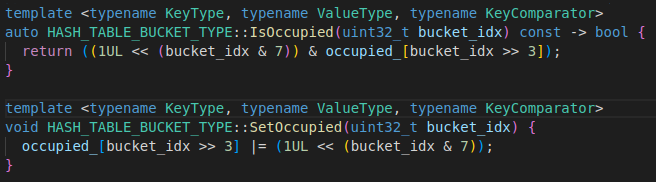 template <typename KeyType, typename ValueType, typename KeyComparator>
auto HASH_TABLE_BUCKET_TYPE::IsOccupied(uint32_t bucket_idx) const -> bool {
  return ((1UL << (bucket_idx & 7)) & occupied_[bucket_idx >> 3]);
}

template <typename KeyType, typename ValueType, typename KeyComparator>
void HASH_TABLE_BUCKET_TYPE::SetOccupied(uint32_t bucket_idx) {
  occupied_[bucket_idx >> 3] |= (1UL << (bucket_idx & 7));
}